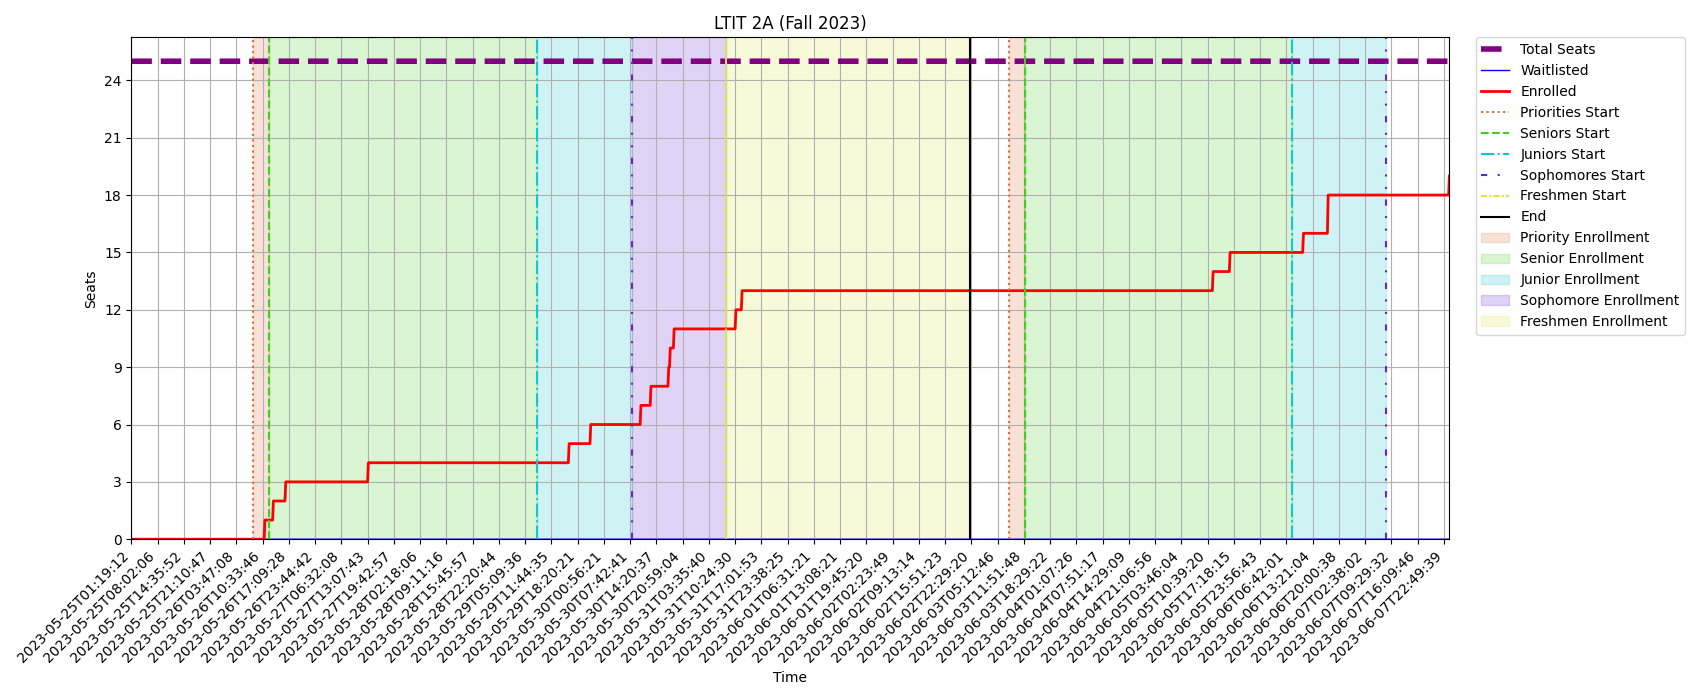 LTIT 2A (Fall 2023)
Seats
24
21
18
15
12
9
6
3
0
2023-05-25T01:19:12
2023-05-25T08:02:06
2023-05-25T14:35:52
2023-05-25T21:10:47
2023-05-26T03:47:08
2023-05-26T10:33:46
2023-05-26T17:09:28
2023-05-26T23:44:42
2023-05-27T06:32:08
2023-05-27T13:07:43
2023-05-27T19:42:57
2023-05-28T02:18:06
2023-05-28T09:11:16
2023-05-28T15:45:57
2023-05-28T22:20:44
2023-05-29T05:09:36
2023-05-29T11:44:35
2023-05-29T18:20:21
2023-05-30T00:56:21
2023-05-30T07:42:41
2023-05-30T14:20:37
2023-05-30T20:59:04
2023-05-31T03:35:40
2023-05-31T10:24:30
2023-05-31T17:01:53
2023-05-31T23:38:25
2023-06-01T06:31:21
2023-06-01T13:08:21
2023-06-01T19:45:20
2023-06-02T02:23:49
2023-06-02T09:13:14
2023-06-02T15:51:23
2023-06-02T22:29:20
2023-06-03T05:12:46
2023-06-03T11:51:48
2023-06-03T18:29:22
2023-06-04T01:07:26
2023-06-04T07:51:17
2023-06-04T14:29:09
2023-06-04T21:06:56
2023-06-05T03:46:04
2023-06-05T10:39:20
2023-06-05T17:18:15
2023-06-05T23:56:43
2023-06-06T06:42:01
2023-06-06T13:21:04
2023-06-06T20:00:38
2023-06-07T02:38:02
2023-06-07T09:29:32
2023-06-07T16:09:46
2023-06-07T22:49:39
Time
Total Seats
Waitlisted
Enrolled
Priorities Start
Seniors Start
Juniors Start
Sophomores Start
Freshmen Start
End
Priority Enrollment
Senior Enrollment
Junior Enrollment
Sophomore Enrollment
Freshmen Enrollment